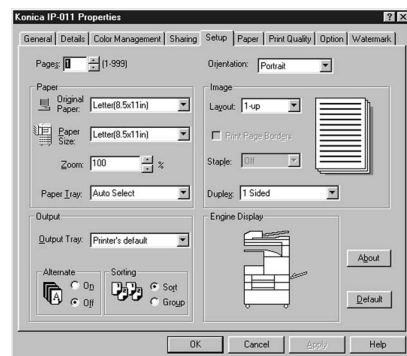 Konica IP-011 Properties
General Details Color Management Sharing Setup Paper Print Quality Option Watermark
Pages: 1 (1-999)
Orientation: Portrait
Paper
Original Paper: Letter(8.5x11in)
Paper Size: Letter(8.5x11in)
Zoom: 100 %
Paper Tray: Auto Select
Image
Layout: 1-up
Print Page Borders
Staple: Off
Duplex: 1 Sided
Output
Output Tray: Printer's default
Alternate
A
On
Off
Sorting
Sort
Group
Engine Display
About
Default
OK Cancel Apply Help